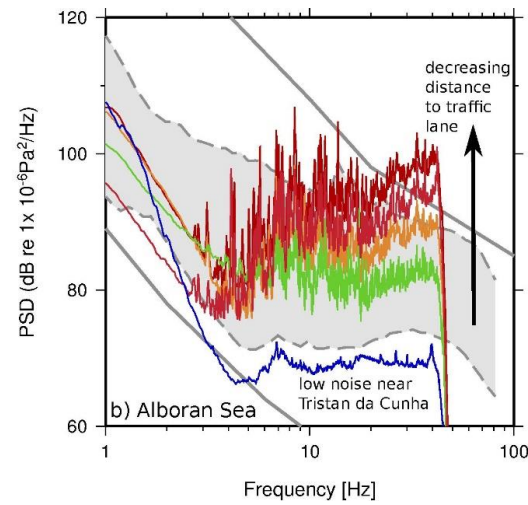 120
100
80
60
PSD (dB re 1x 10⁻⁶Pa²/Hz)
decreasing
distance
to traffic
lane
low noise near
Tristan da Cunha
b) Alboran Sea
1
10
100
Frequency [Hz]